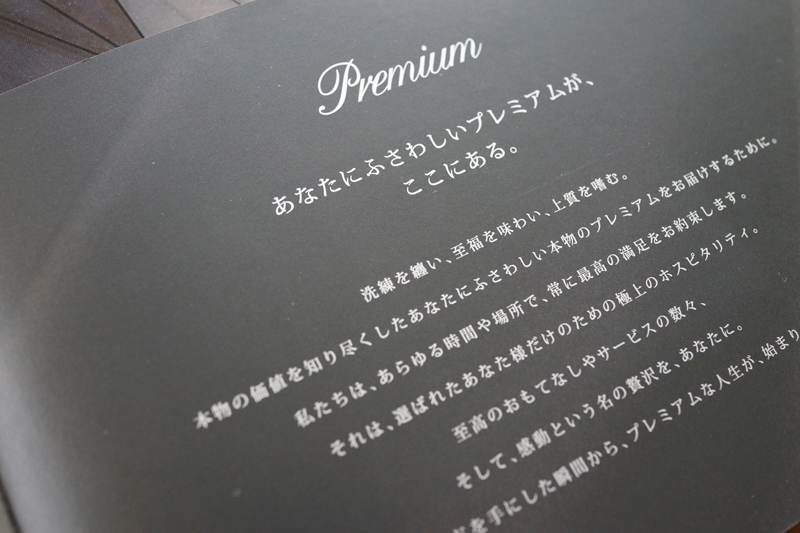 Premium
あなたにふさわしいプレミアムが、
ここにある。
洗練を纏い、至福を味わい、上質を嗜む。
本物の価値を知り尽くしたあなたにふさわしい本物のプレミアムをお届けするために。
私たちは、あらゆる時間や場所で、常に最高の満足をお約束します。
それは、選ばれたあなた様だけのための極上のホスピタリティ。
至高のおもてなしやサービスの数々、
そして、感動という名の贅沢を、あなたに。
を手にした瞬間から、プレミアムな人生が、始まり